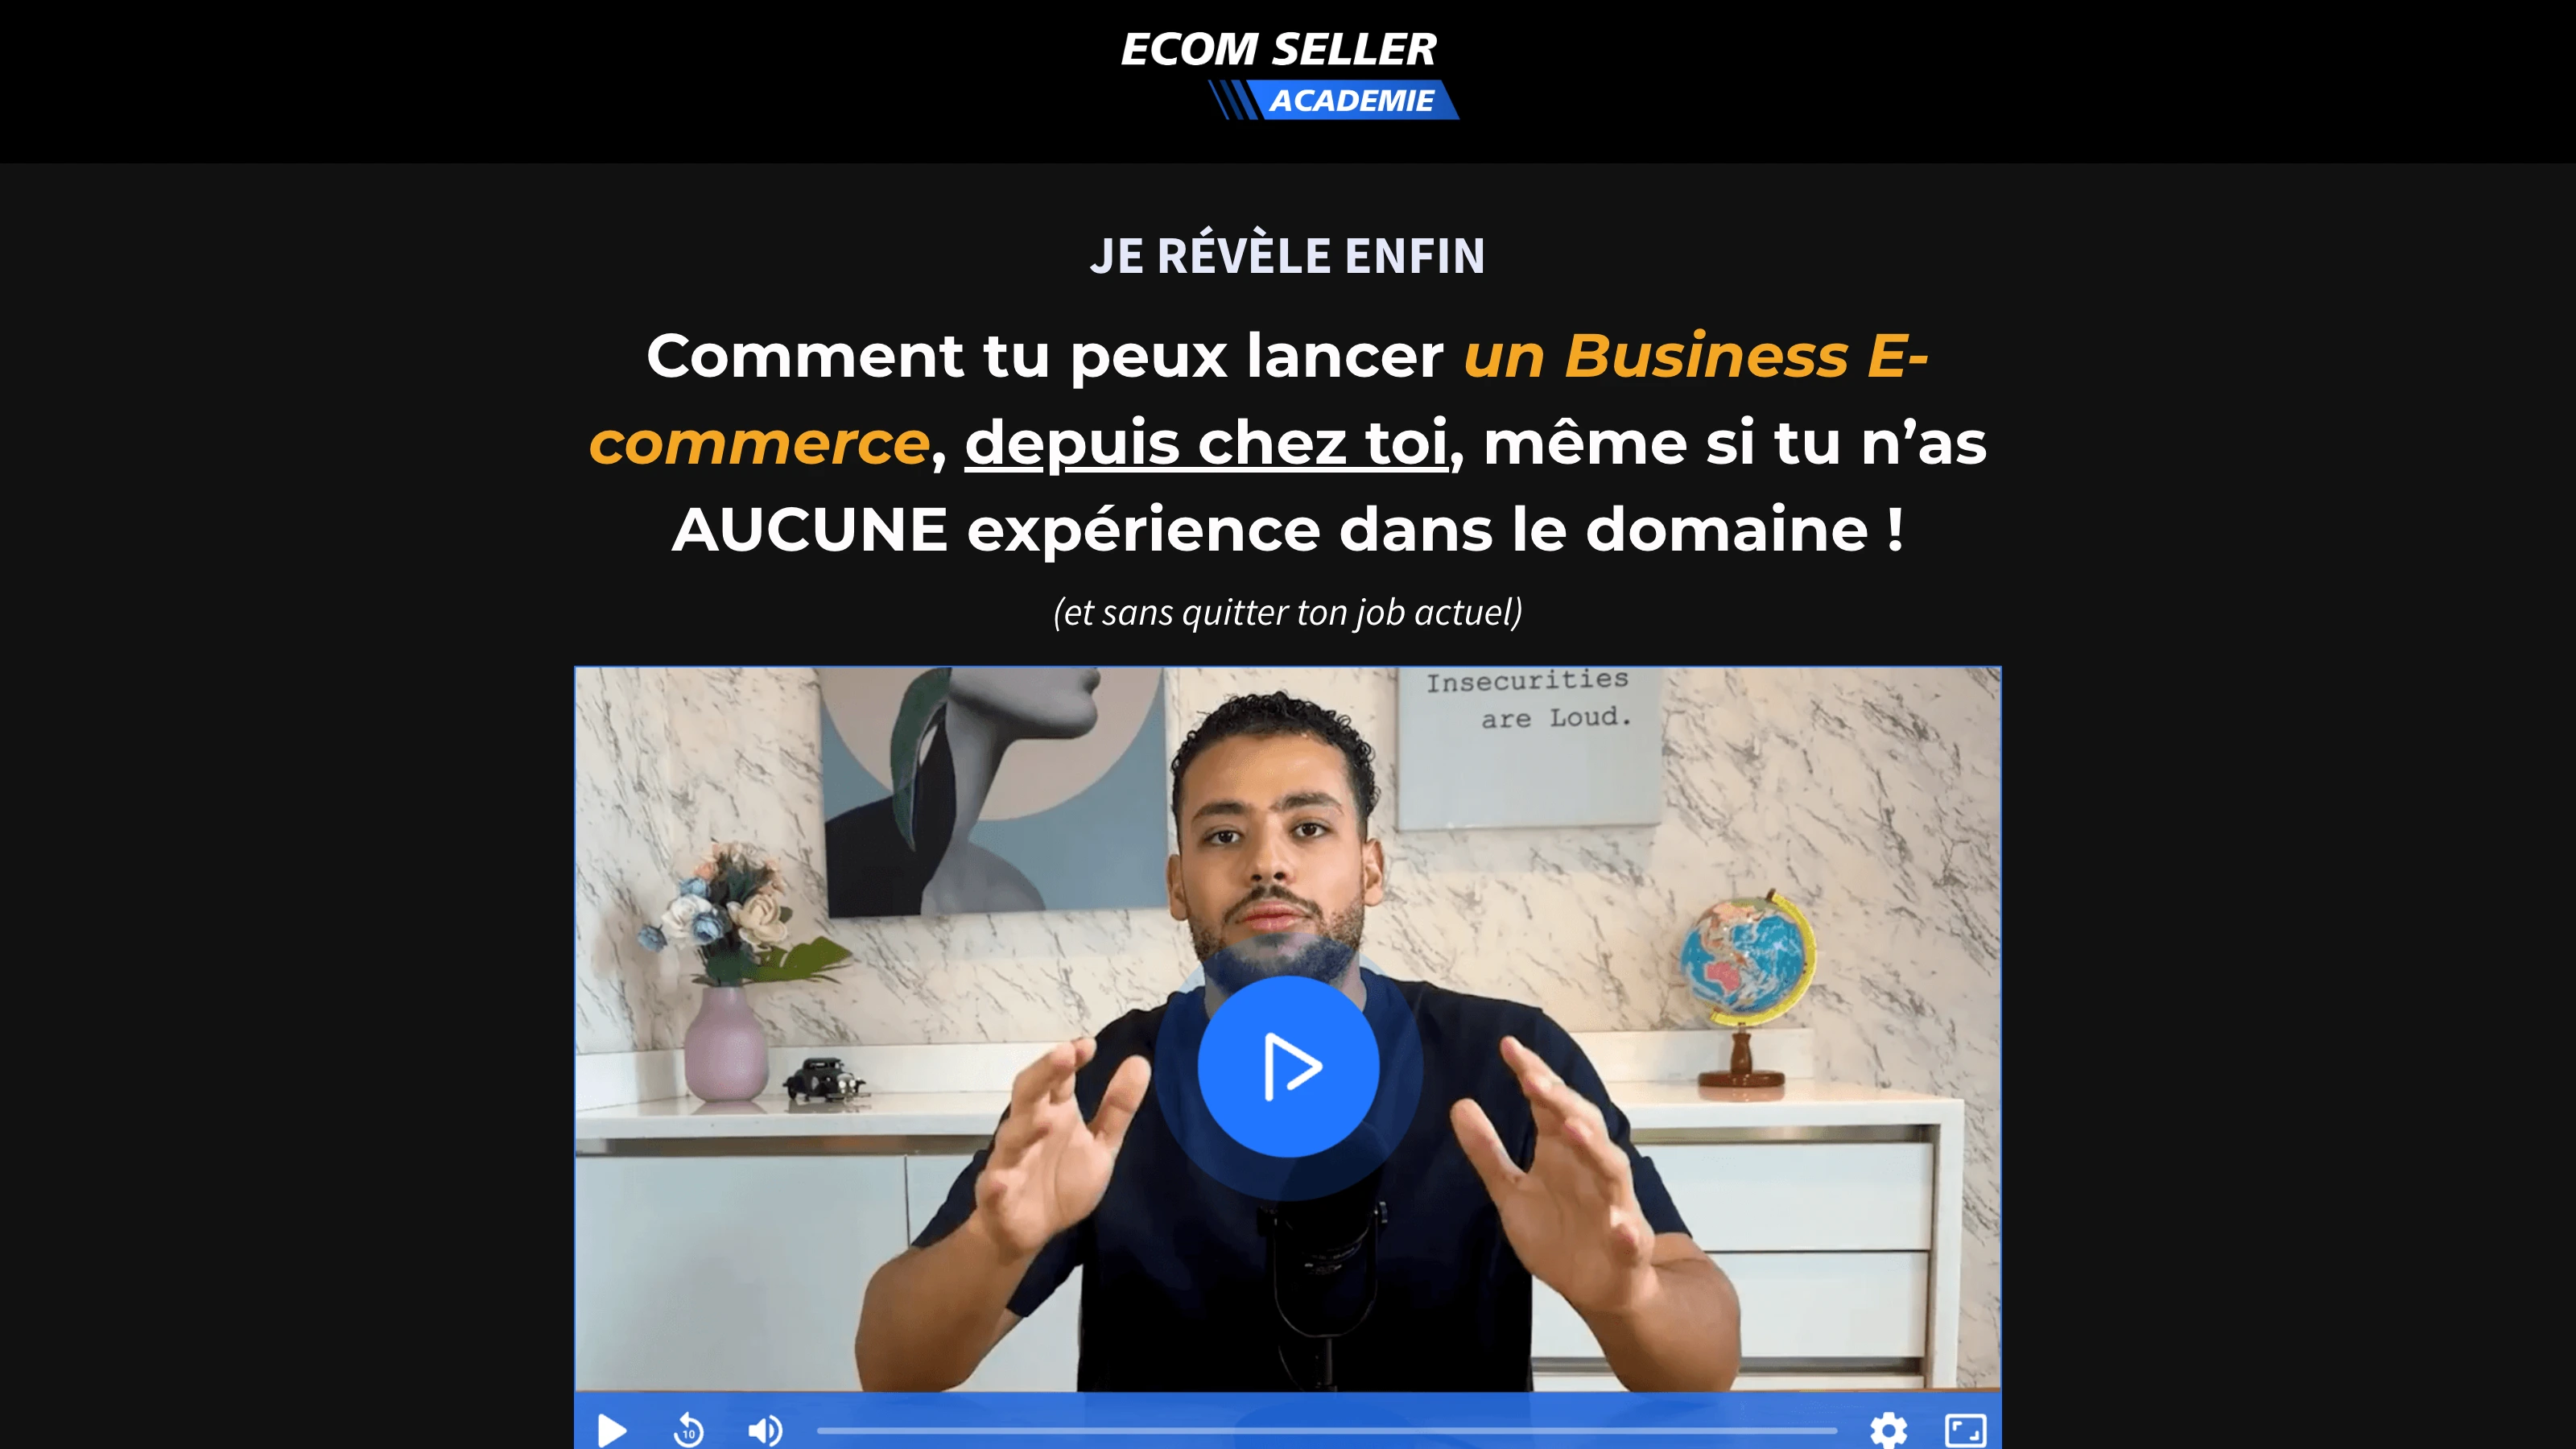 ECOM SELLER
ACADEMIE
JE RÉVÈLE ENFIN
Comment tu peux lancer un Business E-
commerce, depuis chez toi, même si tu n’as
AUCUNE expérience dans le domaine !
(et sans quitter ton job actuel)
Insecurities
are Loud.
10